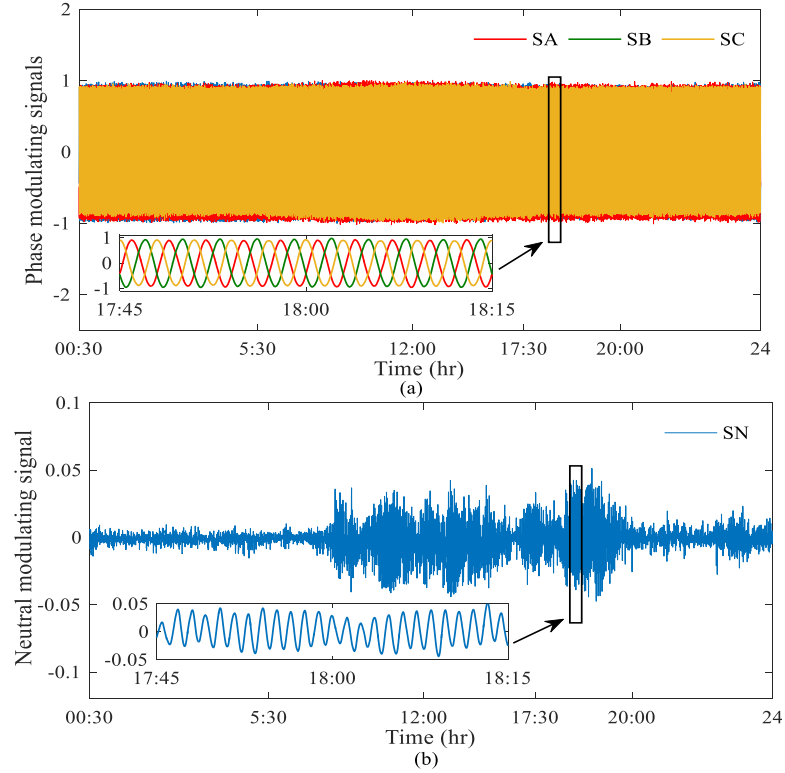 2
SA SB SC
1
Phase modulating signals
0
-1
1
0
-1
17:45 18:00 18:15
-2
00:30 5:30 12:00 17:30 20:00 24
Time (hr)
(a)
0.1
SN
0.05
Neutral modulating signal
0
-0.05
0.05
0
-0.05
17:45 18:00 18:15
-0.1
00:30 5:30 12:00 17:30 20:00 24
Time (hr)
(b)